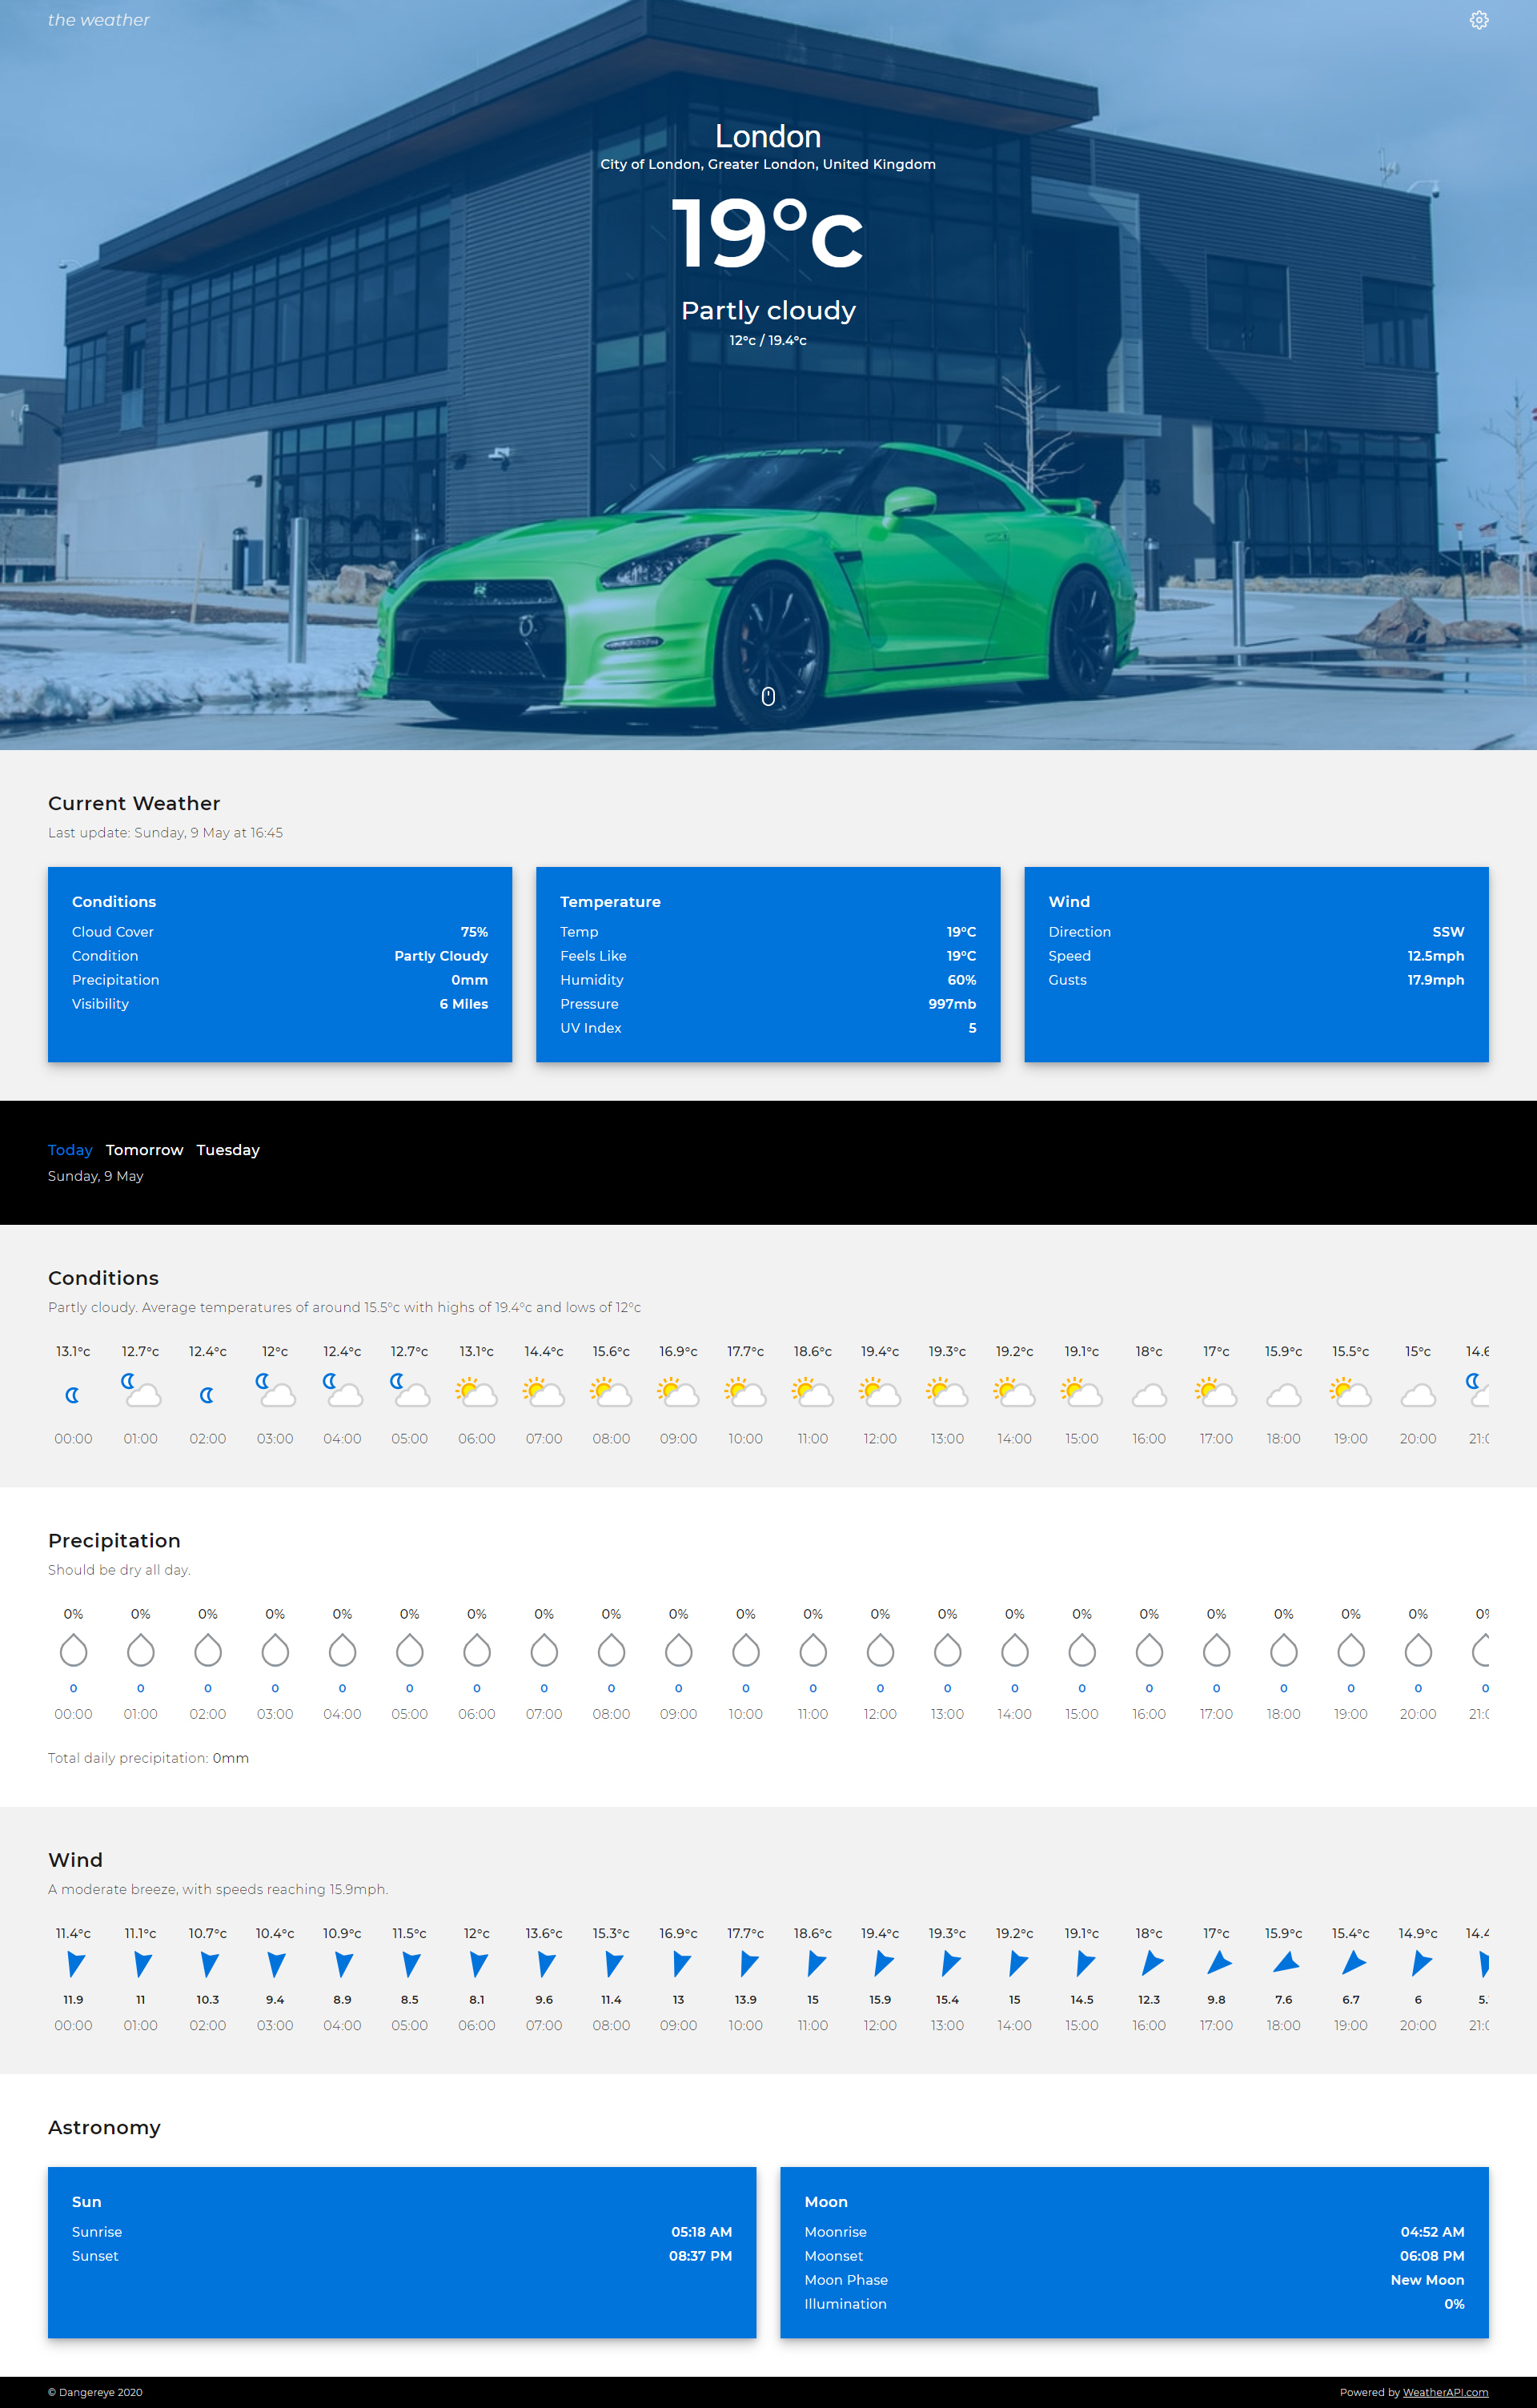 the weather
London
City of London, Greater London, United Kingdom
19°c
Partly cloudy
12°c / 19.4°c
Current Weather
Last update: Sunday, 9 May at 16:45
Conditions
Cloud Cover 75%
Condition Partly Cloudy
Precipitation 0mm
Visibility 6 Miles
Temperature
Temp 19°C
Feels Like 19°C
Humidity 60%
Pressure 997mb
UV Index 5
Wind
Direction SSW
Speed 12.5mph
Gusts 17.9mph
Today Tomorrow Tuesday
Sunday, 9 May
Conditions
Partly cloudy. Average temperatures of around 15.5°c with highs of 19.4°c and lows of 12°c
13.1°c 12.7°c 12.4°c 12°c 12.4°c 12.7°c 13.1°c 14.4°c 15.6°c 16.9°c 17.7°c 18.6°c 19.4°c 19.3°c 19.2°c 19.1°c 18°c 17°c 15.9°c 15.5°c 15°c 14.6
00:00 01:00 02:00 03:00 04:00 05:00 06:00 07:00 08:00 09:00 10:00 11:00 12:00 13:00 14:00 15:00 16:00 17:00 18:00 19:00 20:00 21:0
Precipitation
Should be dry all day.
0% 0% 0% 0% 0% 0% 0% 0% 0% 0% 0% 0% 0% 0% 0% 0% 0% 0% 0% 0% 0% 0%
0 0 0 0 0 0 0 0 0 0 0 0 0 0 0 0 0 0 0 0 0 0
00:00 01:00 02:00 03:00 04:00 05:00 06:00 07:00 08:00 09:00 10:00 11:00 12:00 13:00 14:00 15:00 16:00 17:00 18:00 19:00 20:00 21:0
Total daily precipitation: 0mm
Wind
A moderate breeze, with speeds reaching 15.9mph.
11.4°c 11.1°c 10.7°c 10.4°c 10.9°c 11.5°c 12°c 13.6°c 15.3°c 16.9°c 17.7°c 18.6°c 19.4°c 19.3°c 19.2°c 19.1°c 18°c 17°c 15.9°c 15.4°c 14.9°c 14.4
11.9 11 10.3 9.4 8.9 8.5 8.1 9.6 11.4 13 13.9 15 15.9 15.4 15 14.5 12.3 9.8 7.6 6.7 6 5.
00:00 01:00 02:00 03:00 04:00 05:00 06:00 07:00 08:00 09:00 10:00 11:00 12:00 13:00 14:00 15:00 16:00 17:00 18:00 19:00 20:00 21:0
Astronomy
Sun
Sunrise 05:18 AM
Sunset 08:37 PM
Moon
Moonrise 04:52 AM
Moonset 06:08 PM
Moon Phase New Moon
Illumination 0%
© Dangereye 2020
Powered by WeatherAPI.com